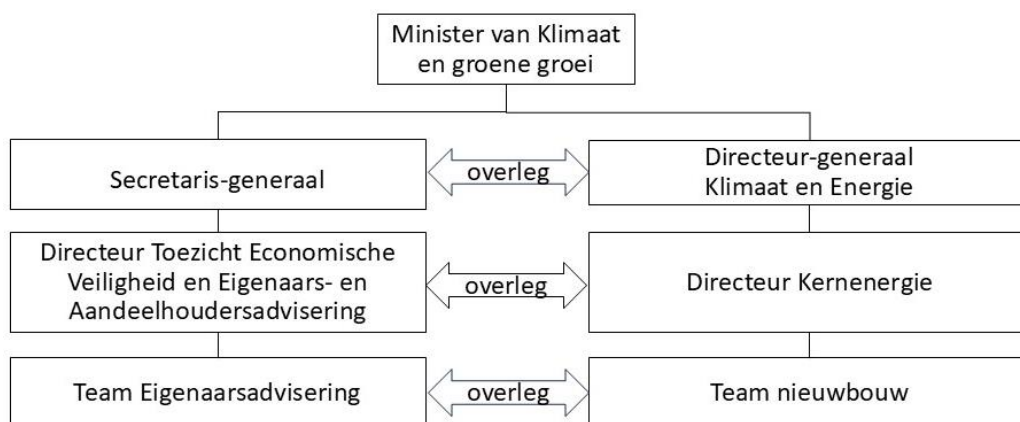 Minister van Klimaat
en groene groei
Secretaris-generaal
overleg
Directeur-generaal
Klimaat en Energie
Directeur Toezicht Economische
Veiligheid en Eigenaars- en
Aandeelhoudersadvisering
overleg
Directeur Kernenergie
Team Eigenaarsadvisering
overleg
Team nieuwbouw